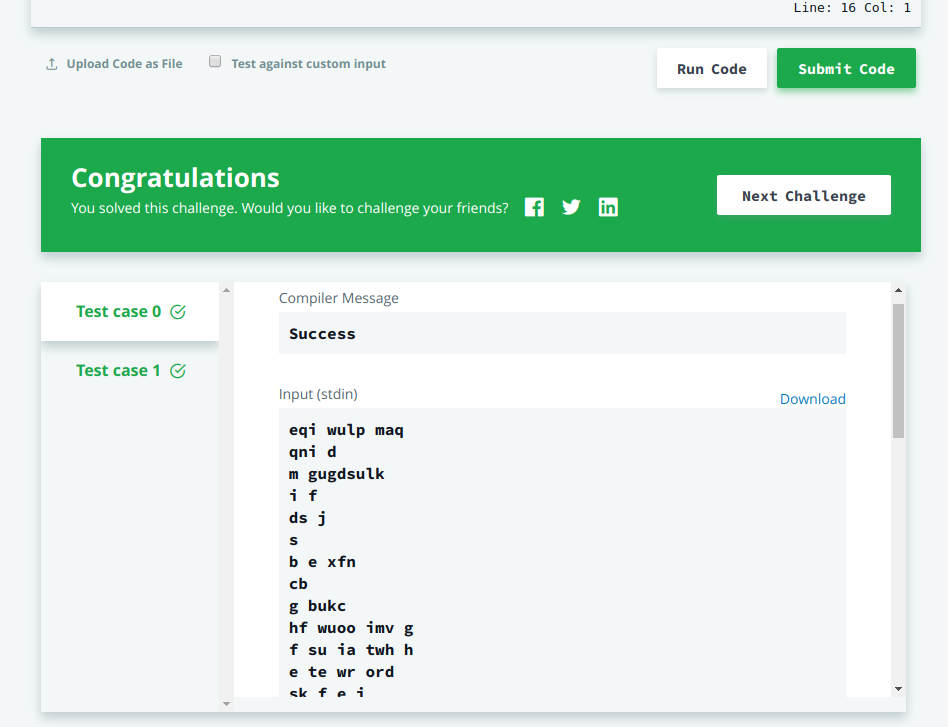 Line: 16 Col: 1
Upload Code as File
Test against custom input
Run Code
Submit Code
Congratulations
You solved this challenge. Would you like to challenge your friends?
Next Challenge
Test case 0
Test case 1
Compiler Message
Success
Input (stdin)
Download
eqi wulp maq
qni d
m gugdsulk
i f
ds j
s
b e xfn
cb
g bukc
hf wuoo imv g
f su ia twh h
e te wr ord
sk f e